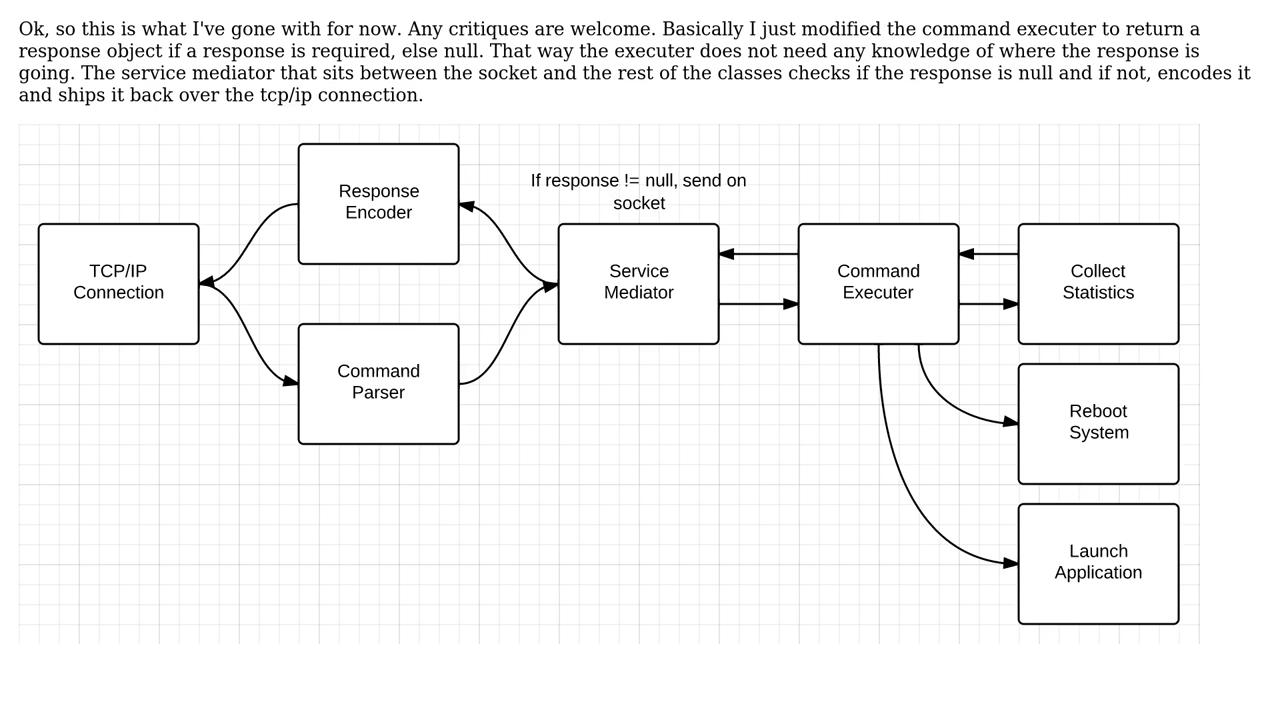 Ok, so this is what I've gone with for now. Any critiques are welcome. Basically I just modified the command executer to return a
response object if a response is required, else null. That way the executer does not need any knowledge of where the response is
going. The service mediator that sits between the socket and the rest of the classes checks if the response is null and if not, encodes it
and ships it back over the tcp/ip connection.
Response
Encoder
If response != null, send on
socket
TCP/IP
Connection
Service
Mediator
Command
Executer
Collect
Statistics
Command
Parser
Reboot
System
Launch
Application